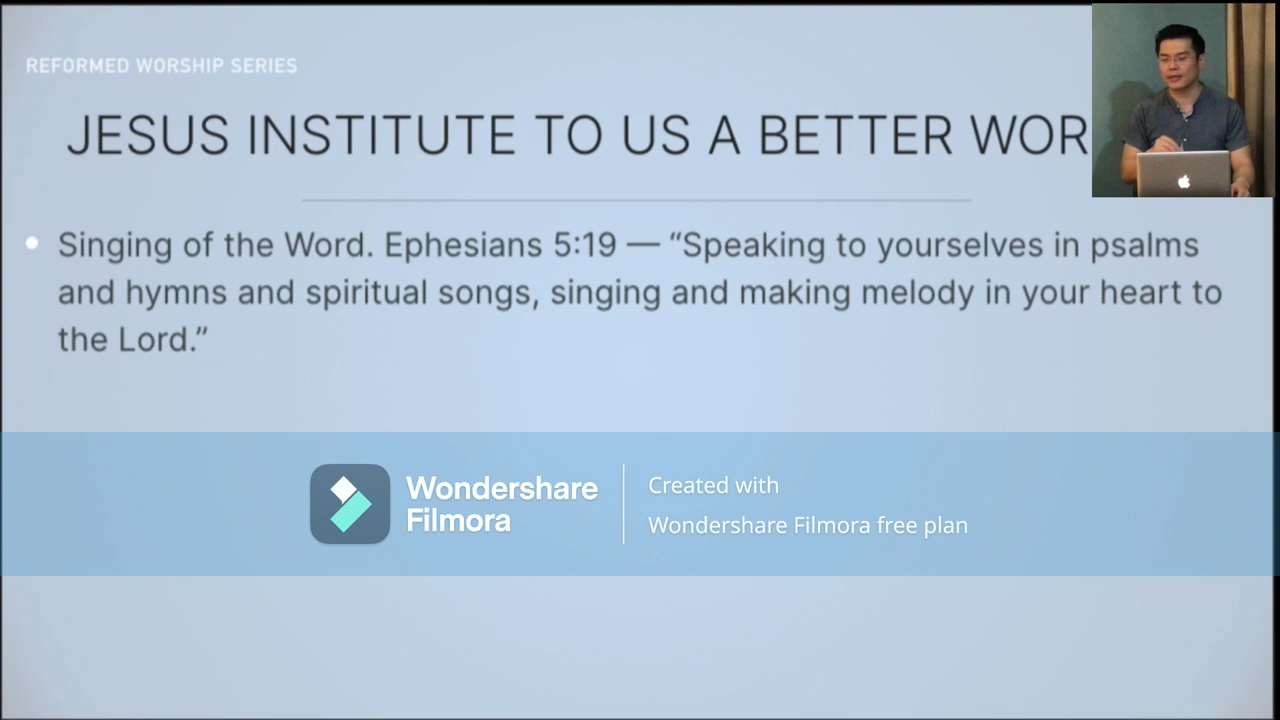 REFORMED WORSHIP SERIES
JESUS INSTITUTE TO US A BETTER WOR
• Singing of the Word. Ephesians 5:19 — “Speaking to yourselves in psalms
and hymns and spiritual songs, singing and making melody in your heart to
the Lord.”
Wondershare
Filmora
Created with
Wondershare Filmora free plan